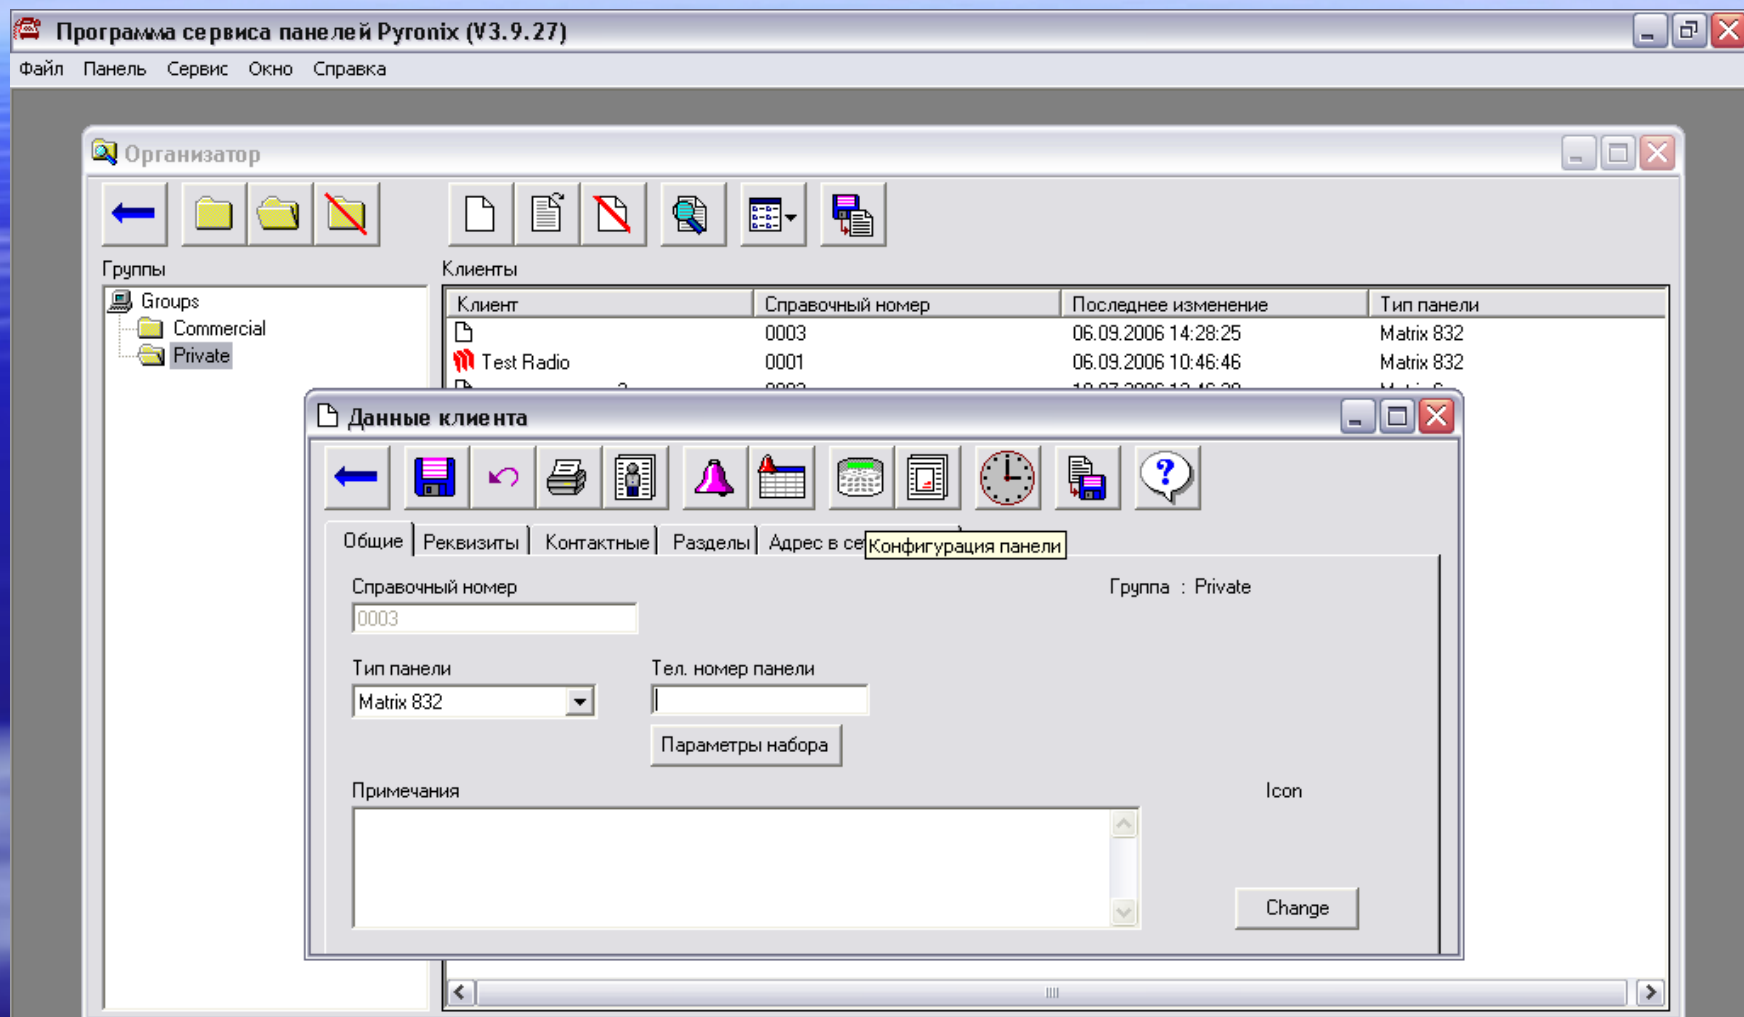 Программа сервиса панелей Pyronix (V3.9.27)
Файл Панель Сервис Окно Справка
Организатор
Группы
Groups
Commercial
Private
Клиенты
Клиент Справочный номер Последнее изменение Тип панели
0003 06.09.2006 14:28:25 Matrix 832
Test Radio 0001 06.09.2006 10:46:46 Matrix 832
Данные клиента
Общие Реквизиты Контактные Разделы Адрес в се
Конфигурация панели
Справочный номер
Группа : Private
0003
Тип панели Тел. номер панели
Matrix 832
Параметры набора
Примечания
Icon
Change